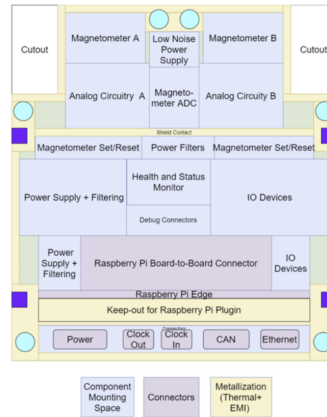 Cutout
Magnetometer A
Low Noise
Power
Supply
Magnetometer B
Cutout
Analog Circuitry A
Magneto-
meter ADC
Analog Circuitry B
Shield Contact
Magnetometer Set/Reset
Power Filters
Magnetometer Set/Reset
Power Supply + Filtering
Health and Status
Monitor
IO Devices
Debug Connectors
Power
Supply +
Filtering
Raspberry Pi Board-to-Board Connector
IO
Devices
Raspberry Pi Edge
Keep-out for Raspberry Pi Plugin
Connectors
Power
Clock
Out
Clock
In
CAN
Ethernet
Component
Mounting
Space
Connectors
Metallization
(Thermal+
EMI)